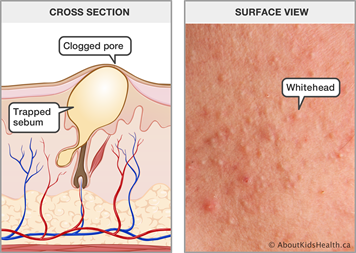 CROSS SECTION
Clogged pore
Trapped
sebum
SURFACE VIEW
Whitehead
© AboutKidsHealth.ca